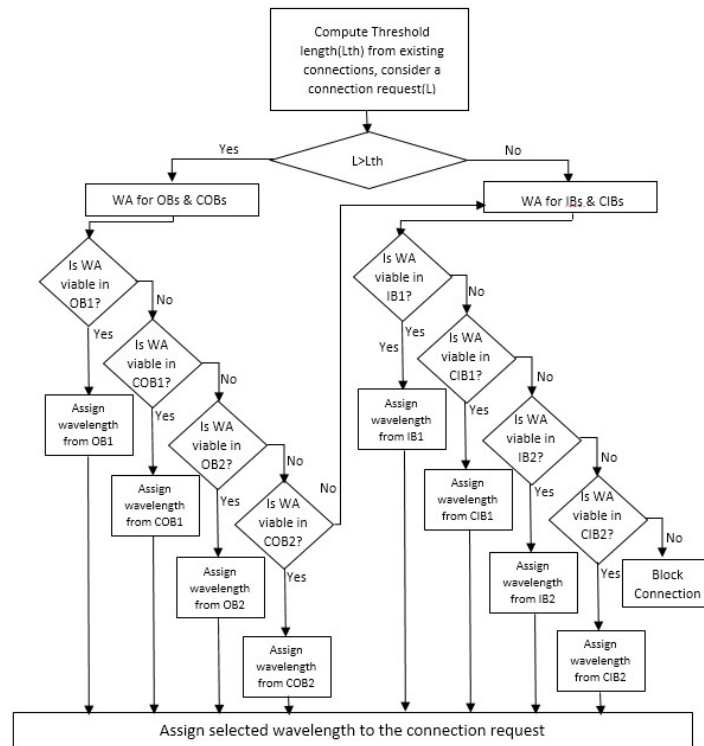 Compute Threshold
length(Lth) from existing
connections, consider a
connection request(L)
Yes
L>Lth
No
WA for OBs & COBs
WA for IBs & CIBs
Is WA
viable in
OB1?
No
Yes
Is WA
viable in
COB1?
No
Yes
Is WA
viable in
OB2?
No
Yes
Is WA
viable in
COB2?
No
Yes
Assign
wavelength
from OB1
Assign
wavelength
from COB1
Assign
wavelength
from OB2
Assign
wavelength
from COB2
Is WA
viable in
IB1?
No
Yes
Is WA
viable in
CIB1?
No
Yes
Yes
Is WA
viable in
IB2?
No
Yes
Is WA
viable in
CIB2?
No
Yes
Block
Connection
Assign
wavelength
from IB1
Assign
wavelength
from CIB1
Assign
wavelength
from IB2
Assign
wavelength
from CIB2
Assign selected wavelength to the connection request